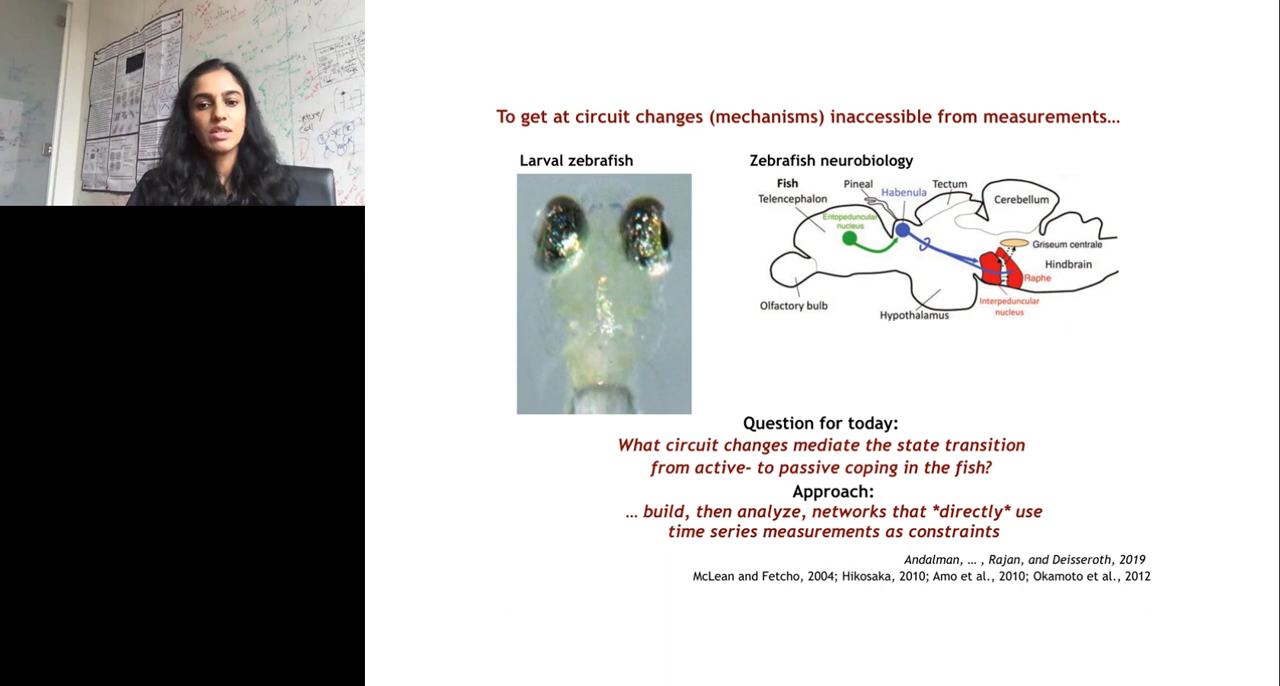 To get at circuit changes (mechanisms) inaccessible from measurements…
Larval zebrafish
Zebrafish neurobiology
Fish
Telencephalon
Pineal
Habenula
Tectum
Cerebellum
Entopeduncular
nucleus
Griseum centrale
Hindbrain
Raphe
Interpeduncular
nucleus
Olfactory bulb
Hypothalamus
Question for today:
What circuit changes mediate the state transition
from active- to passive coping in the fish?
Approach:
… build, then analyze, networks that *directly* use
time series measurements as constraints
Andalman, … , Rajan, and Deisseroth, 2019
McLean and Fetcho, 2004; Hikosaka, 2010; Amo et al., 2010; Okamoto et al., 2012